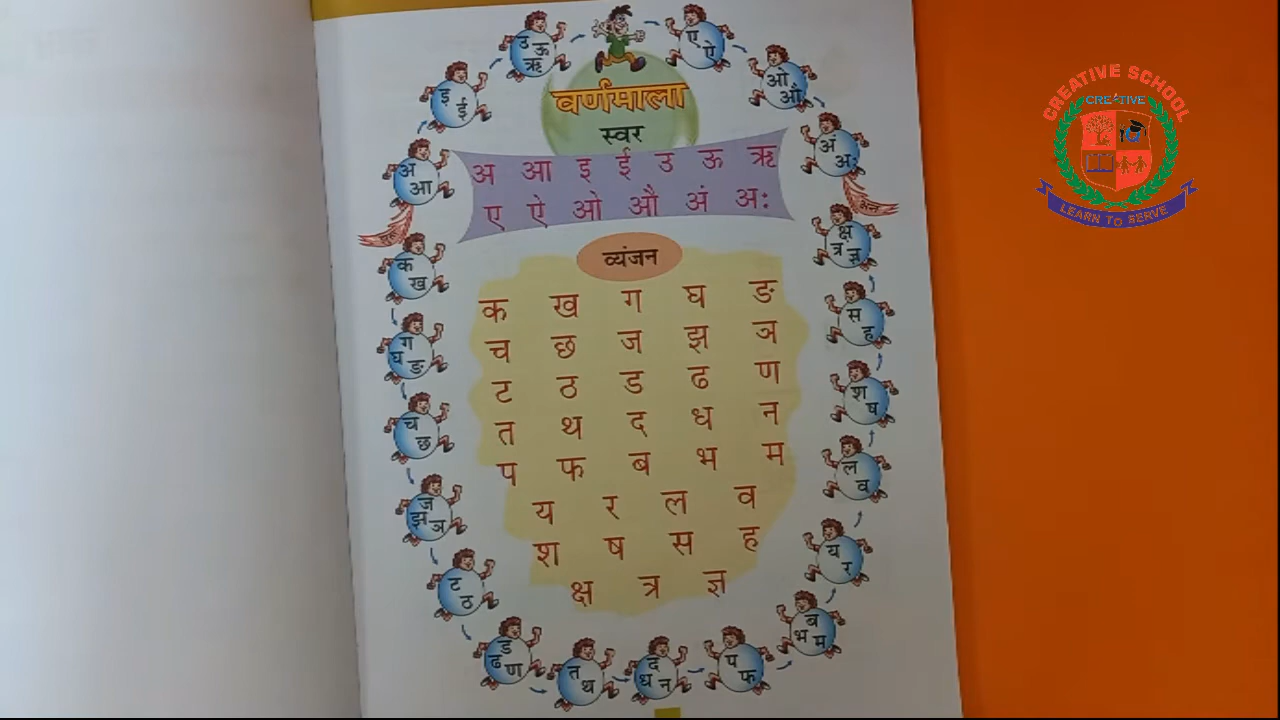 वर्णमाला
स्वर
अ आ इ ई उ ऊ ऋ
ए ऐ ओ औ अं अः
व्यंजन
क ख ग घ ङ
च छ ज झ ञ
ट ठ ड ढ ण
त थ द ध न
प फ ब भ म
य र ल व
श ष स ह
क्ष त्र ज्ञ
अ आ
इ ई
उ ऊ ऋ
ए ऐ
ओ औ
अं अः
क ख
ग घ ङ
च छ
ज झ ञ
ट ठ
ड ढ ण
त थ
द ध न
प फ
ब भ म
य र
ल व
श ष
स ह
क्ष त्र ज्ञ
CREATIVE SCHOOL
CREATIVE
LEARN TO SERVE